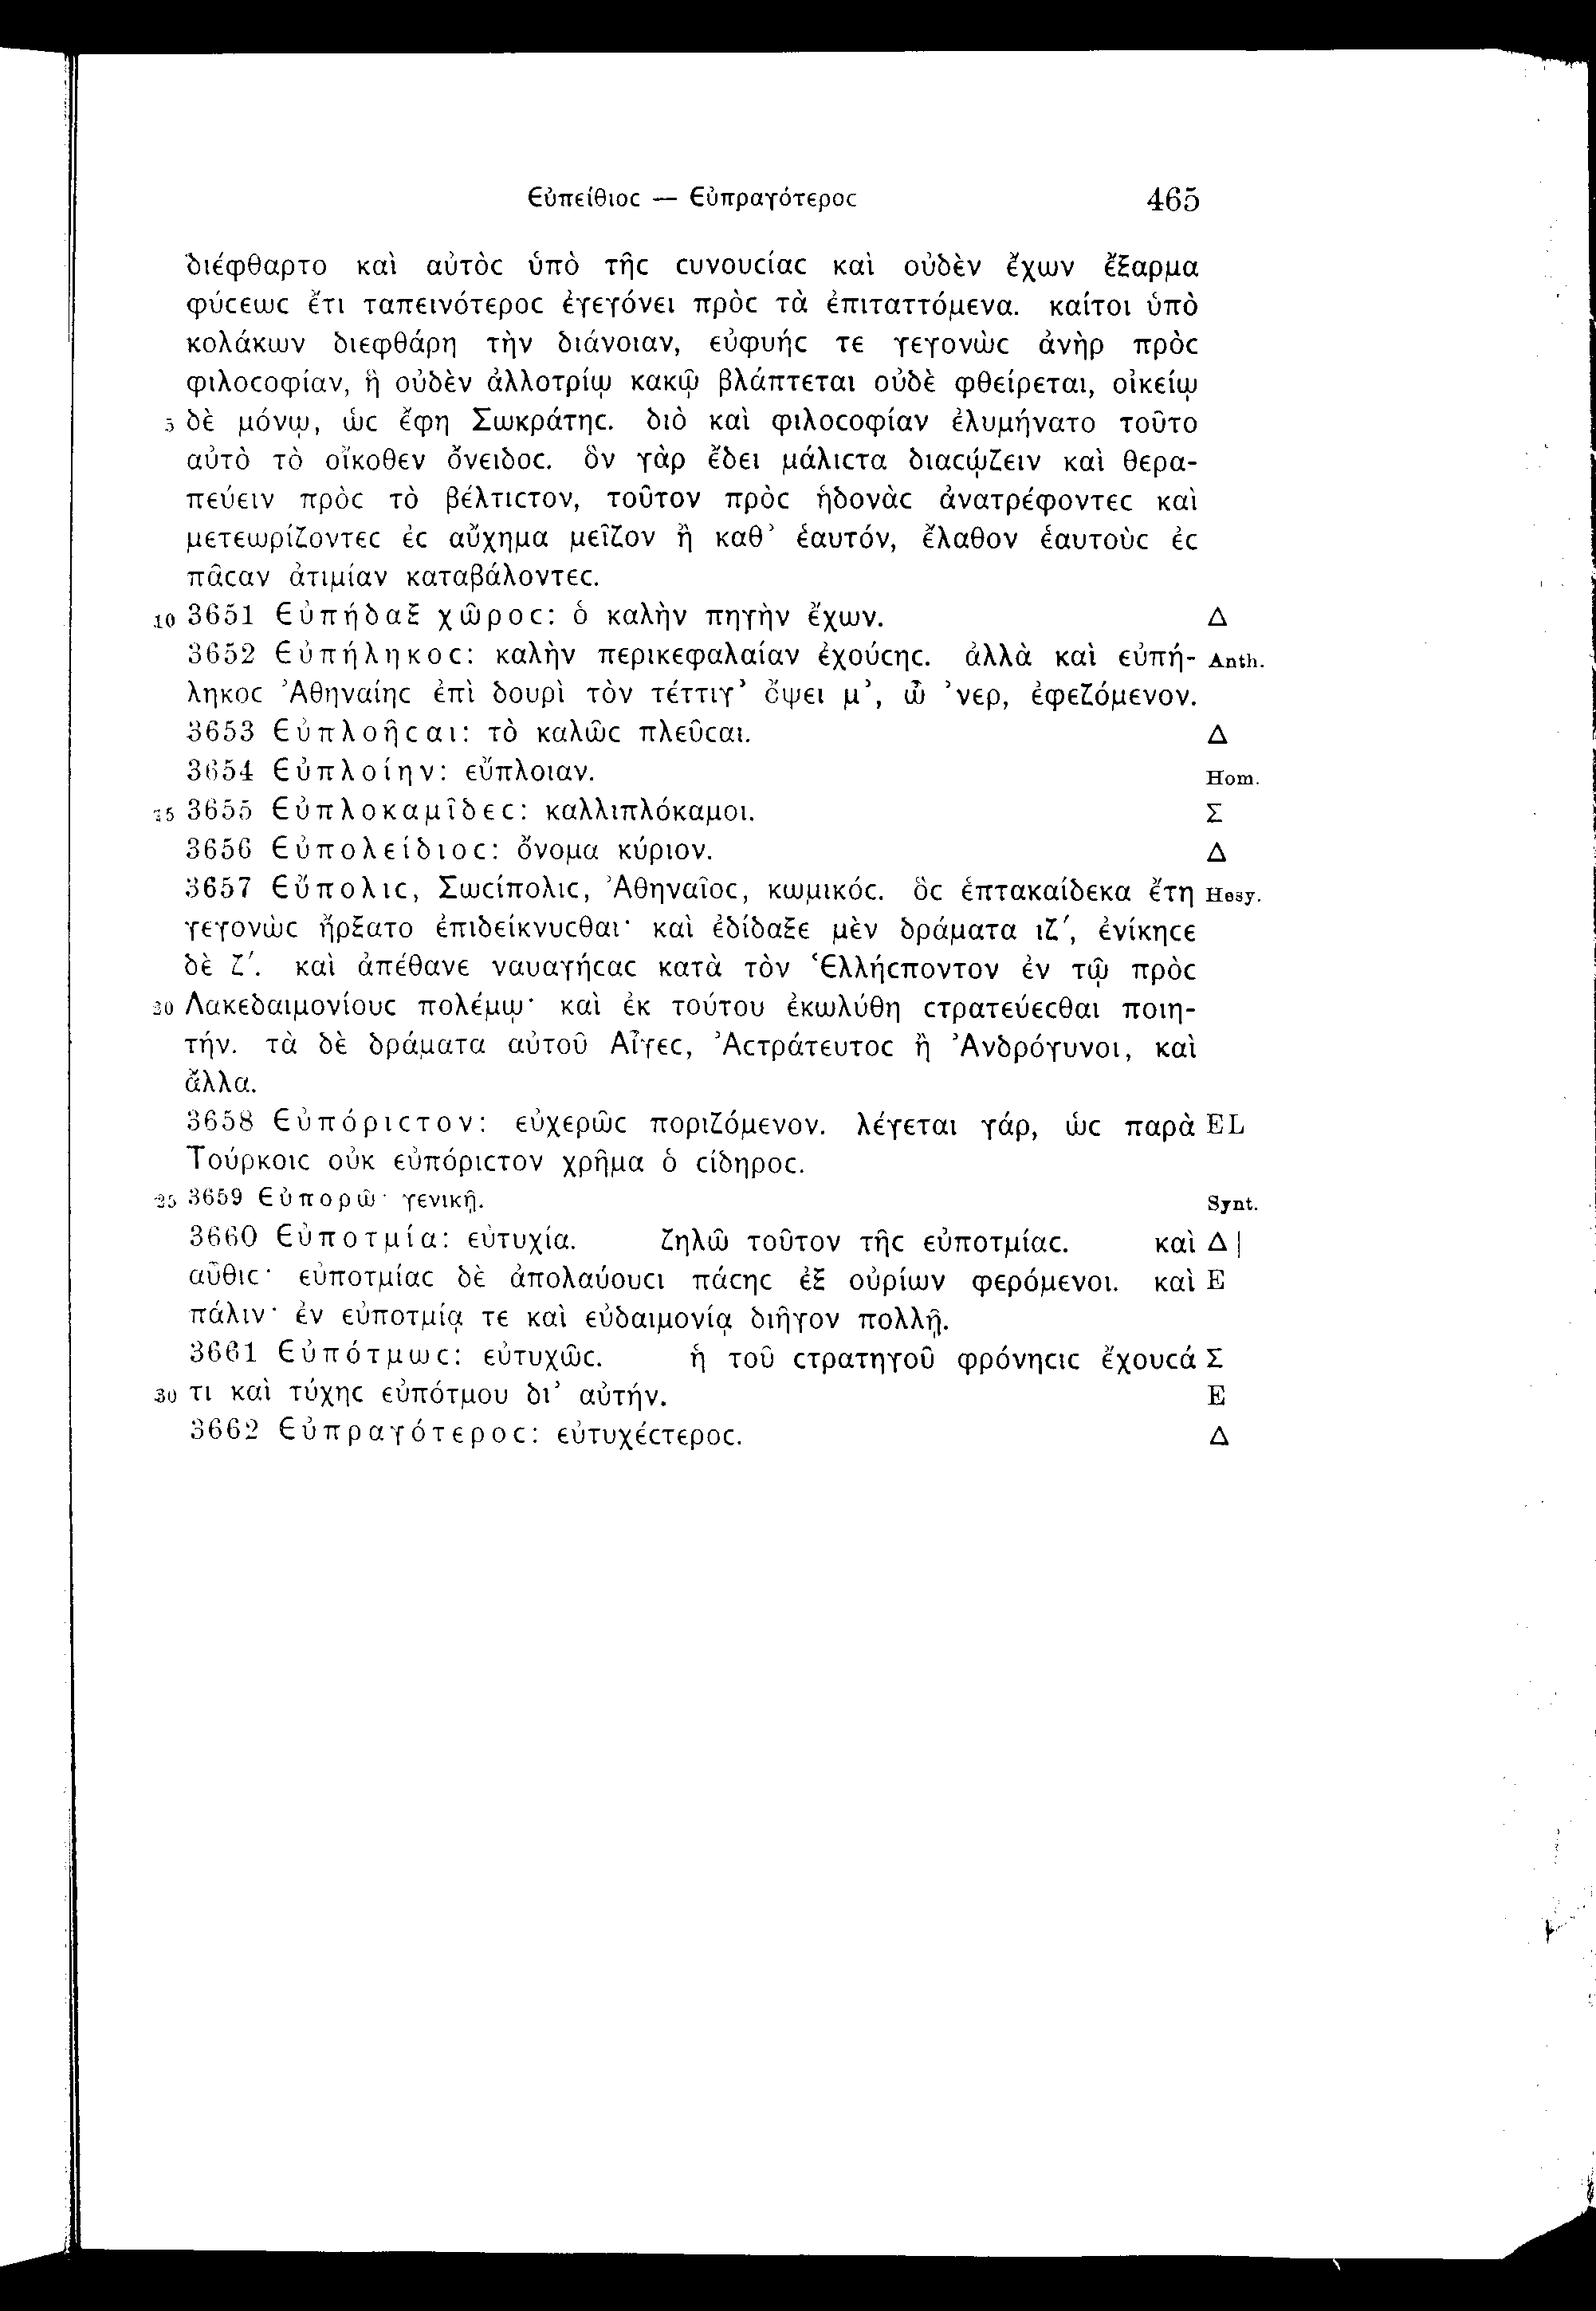 Εὐπείθιοϲ — Εὐπραγότεροϲ 465
διέφθαρτο καὶ αὐτὸϲ ὑπὸ τῆϲ ϲυνουϲίαϲ καὶ οὐδὲν ἔχων ἔξαρμα
φύϲεωϲ ἔτι ταπεινότεροϲ ἐγεγόνει πρὸϲ τὰ ἐπιταττόμενα. καίτοι ὑπὸ
κολάκων διεφθάρη τὴν διάνοιαν, εὐφυήϲ τε γεγονὼϲ ἀνὴρ πρὸϲ
φιλοϲοφίαν, ἣ οὐδὲν ἀλλοτρίῳ κακῷ βλάπτεται οὐδὲ φθείρεται, οἰκείῳ
5 δὲ μόνῳ, ὡϲ ἔφη Σωκράτηϲ. διὸ καὶ φιλοϲοφίαν ἐλυμήνατο τοῦτο
αὐτὸ τὸ οἴκοθεν ὄνειδοϲ. ὃν γὰρ ἔδει μάλιϲτα διαϲῴζειν καὶ θερα-
πεύειν πρὸϲ τὸ βέλτιϲτον, τοῦτον πρὸϲ ἡδονὰϲ ἀνατρέφοντεϲ καὶ
μετεωρίζοντεϲ ἐϲ αὔχημα μεῖζον ἢ καθ’ ἑαυτόν, ἔλαθον ἑαυτοὺϲ ἐϲ
πᾶϲαν ἀτιμίαν καταβάλοντεϲ.
10 3651 Εὐπήδαξ χῶροϲ: ὁ καλὴν πηγὴν ἔχων. Δ
3652 Εὐπήληκοϲ: καλὴν περικεφαλαίαν ἐχούϲηϲ. ἀλλὰ καὶ εὐπή- Anth.
ληκοϲ Ἀθηναίηϲ ἐπὶ δουρὶ τὸν τέττιγ’ ὄψει μ’, ὦ ’νερ, ἐφεζόμενον.
3653 Εὐπλοῆϲαι: τὸ καλῶϲ πλεῦϲαι. Δ
3654 Εὐπλοίην: εὔπλοιαν. Hom.
15 3655 Εὐπλοκαμῖδεϲ: καλλιπλόκαμοι. Σ
3656 Εὐπολείδιοϲ: ὄνομα κύριον. Δ
3657 Εὔπολιϲ, Σωϲίπολιϲ, Ἀθηναῖοϲ, κωμικόϲ. ὃϲ ἑπτακαίδεκα ἔτη Hesy.
γεγονὼϲ ἤρξατο ἐπιδείκνυϲθαι· καὶ ἐδίδαξε μὲν δράματα ιζʹ, ἐνίκηϲε
δὲ ζʹ. καὶ ἀπέθανε ναυαγήϲαϲ κατὰ τὸν Ἑλλήϲποντον ἐν τῷ πρὸϲ
20 Λακεδαιμονίουϲ πολέμῳ· καὶ ἐκ τούτου ἐκωλύθη ϲτρατεύεϲθαι ποιη-
τήν. τὰ δὲ δράματα αὐτοῦ Αἶγεϲ, Ἀϲτράτευτοϲ ἢ Ἀνδρόγυνοι, καὶ
ἄλλα.
3658 Εὐπόριϲτον: εὐχερῶϲ ποριζόμενον. λέγεται γάρ, ὡϲ παρὰ EL
Τούρκοιϲ οὐκ εὐπόριϲτον χρῆμα ὁ ϲίδηροϲ.
25 3659 Εὐπορῶ· γενικῇ. Synt.
3660 Εὐποτμία: εὐτυχία. ζηλῶ τοῦτον τῆϲ εὐποτμίαϲ. καὶ Δ |
αὖθιϲ· εὐποτμίαϲ δὲ ἀπολαύουϲι πάϲηϲ ἐξ οὐρίων φερόμενοι. καὶ E
πάλιν· ἐν εὐποτμίᾳ τε καὶ εὐδαιμονίᾳ διῆγον πολλῇ.
3661 Εὐπότμωϲ: εὐτυχῶϲ. ἡ τοῦ ϲτρατηγοῦ φρόνηϲιϲ ἔχουϲά Σ
30 τι καὶ τύχηϲ εὐπότμου δι’ αὐτήν. E
3662 Εὐπραγότεροϲ: εὐτυχέϲτεροϲ. Δ